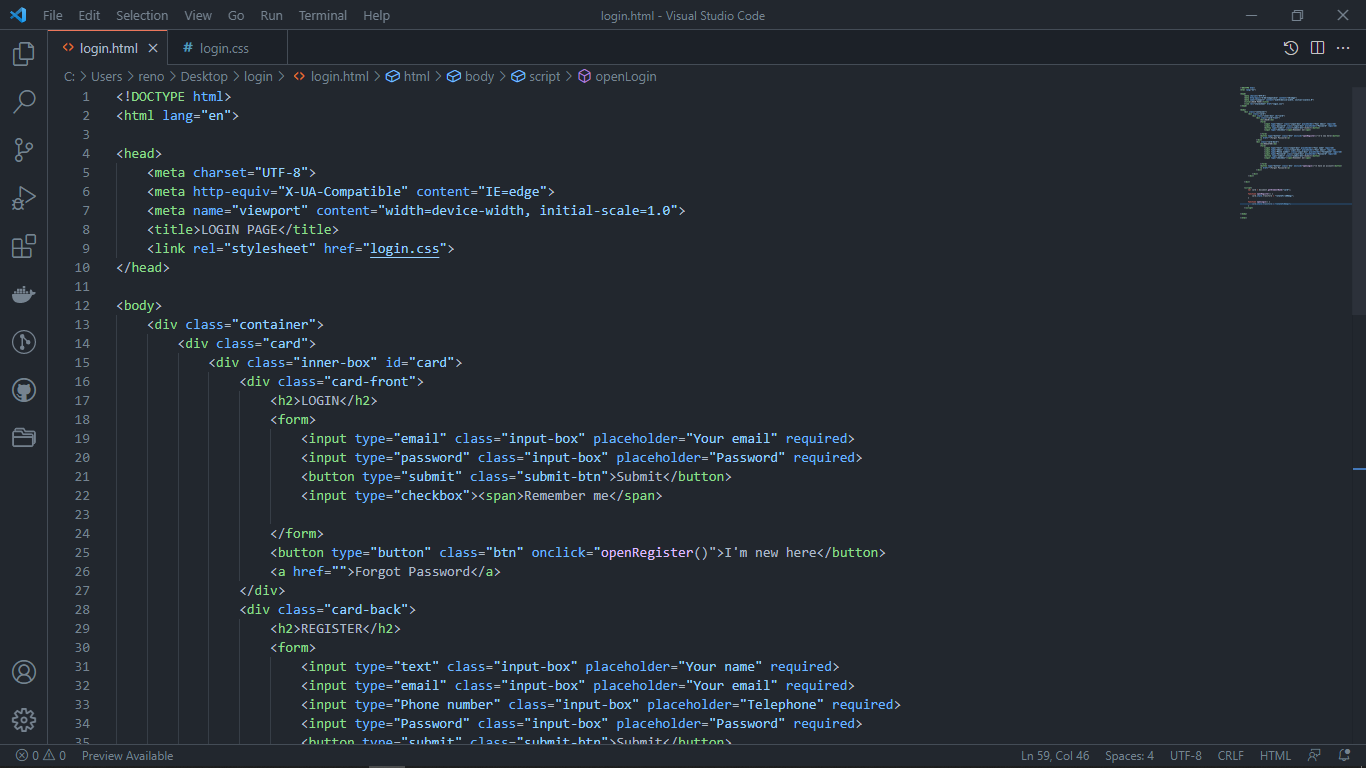 File Edit Selection View Go Run Terminal Help login.html - Visual Studio Code
login.html # login.css
C: > Users > reno > Desktop > login > login.html > html > body > script > openLogin
1 <!DOCTYPE html>
2 <html lang="en">
3
4 <head>
5 <meta charset="UTF-8">
6 <meta http-equiv="X-UA-Compatible" content="IE=edge">
7 <meta name="viewport" content="width=device-width, initial-scale=1.0">
8 <title>LOGIN PAGE</title>
9 <link rel="stylesheet" href="login.css">
10 </head>
11
12 <body>
13 <div class="container">
14 <div class="card">
15 <div class="inner-box" id="card">
16 <div class="card-front">
17 <h2>LOGIN</h2>
18 <form>
19 <input type="email" class="input-box" placeholder="Your email" required>
20 <input type="password" class="input-box" placeholder="Password" required>
21 <button type="submit" class="submit-btn">Submit</button>
22 <input type="checkbox"><span>Remember me</span>
23
24 </form>
25 <button type="button" class="btn" onclick="openRegister()">I'm new here</button>
26 <a href="">Forgot Password</a>
27 </div>
28 <div class="card-back">
29 <h2>REGISTER</h2>
30 <form>
31 <input type="text" class="input-box" placeholder="Your name" required>
32 <input type="email" class="input-box" placeholder="Your email" required>
33 <input type="Phone number" class="input-box" placeholder="Telephone" required>
34 <input type="Password" class="input-box" placeholder="Password" required>
35 <button type="submit" class="submit-btn">Submit</button>
0 0 Preview Available Ln 59, Col 46 Spaces: 4 UTF-8 CRLF HTML